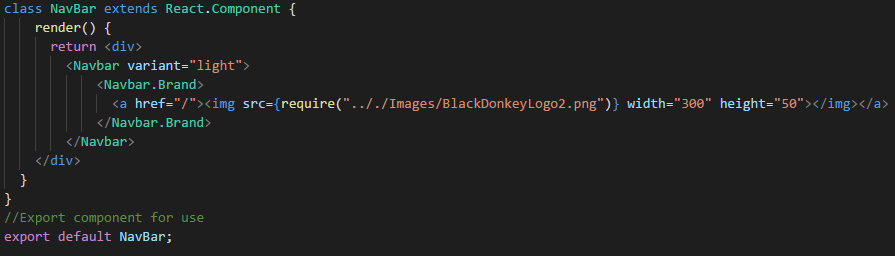 class NavBar extends React.Component {
    render() {
      return <div>
        <Navbar variant="light">
            <Navbar.Brand>
              <a href="/"><img src={require("../../Images/BlackDonkeyLogo2.png")} width="300" height="50"></img></a>
            </Navbar.Brand>
        </Navbar>
    </div>
  }
}
//Export component for use
export default NavBar;